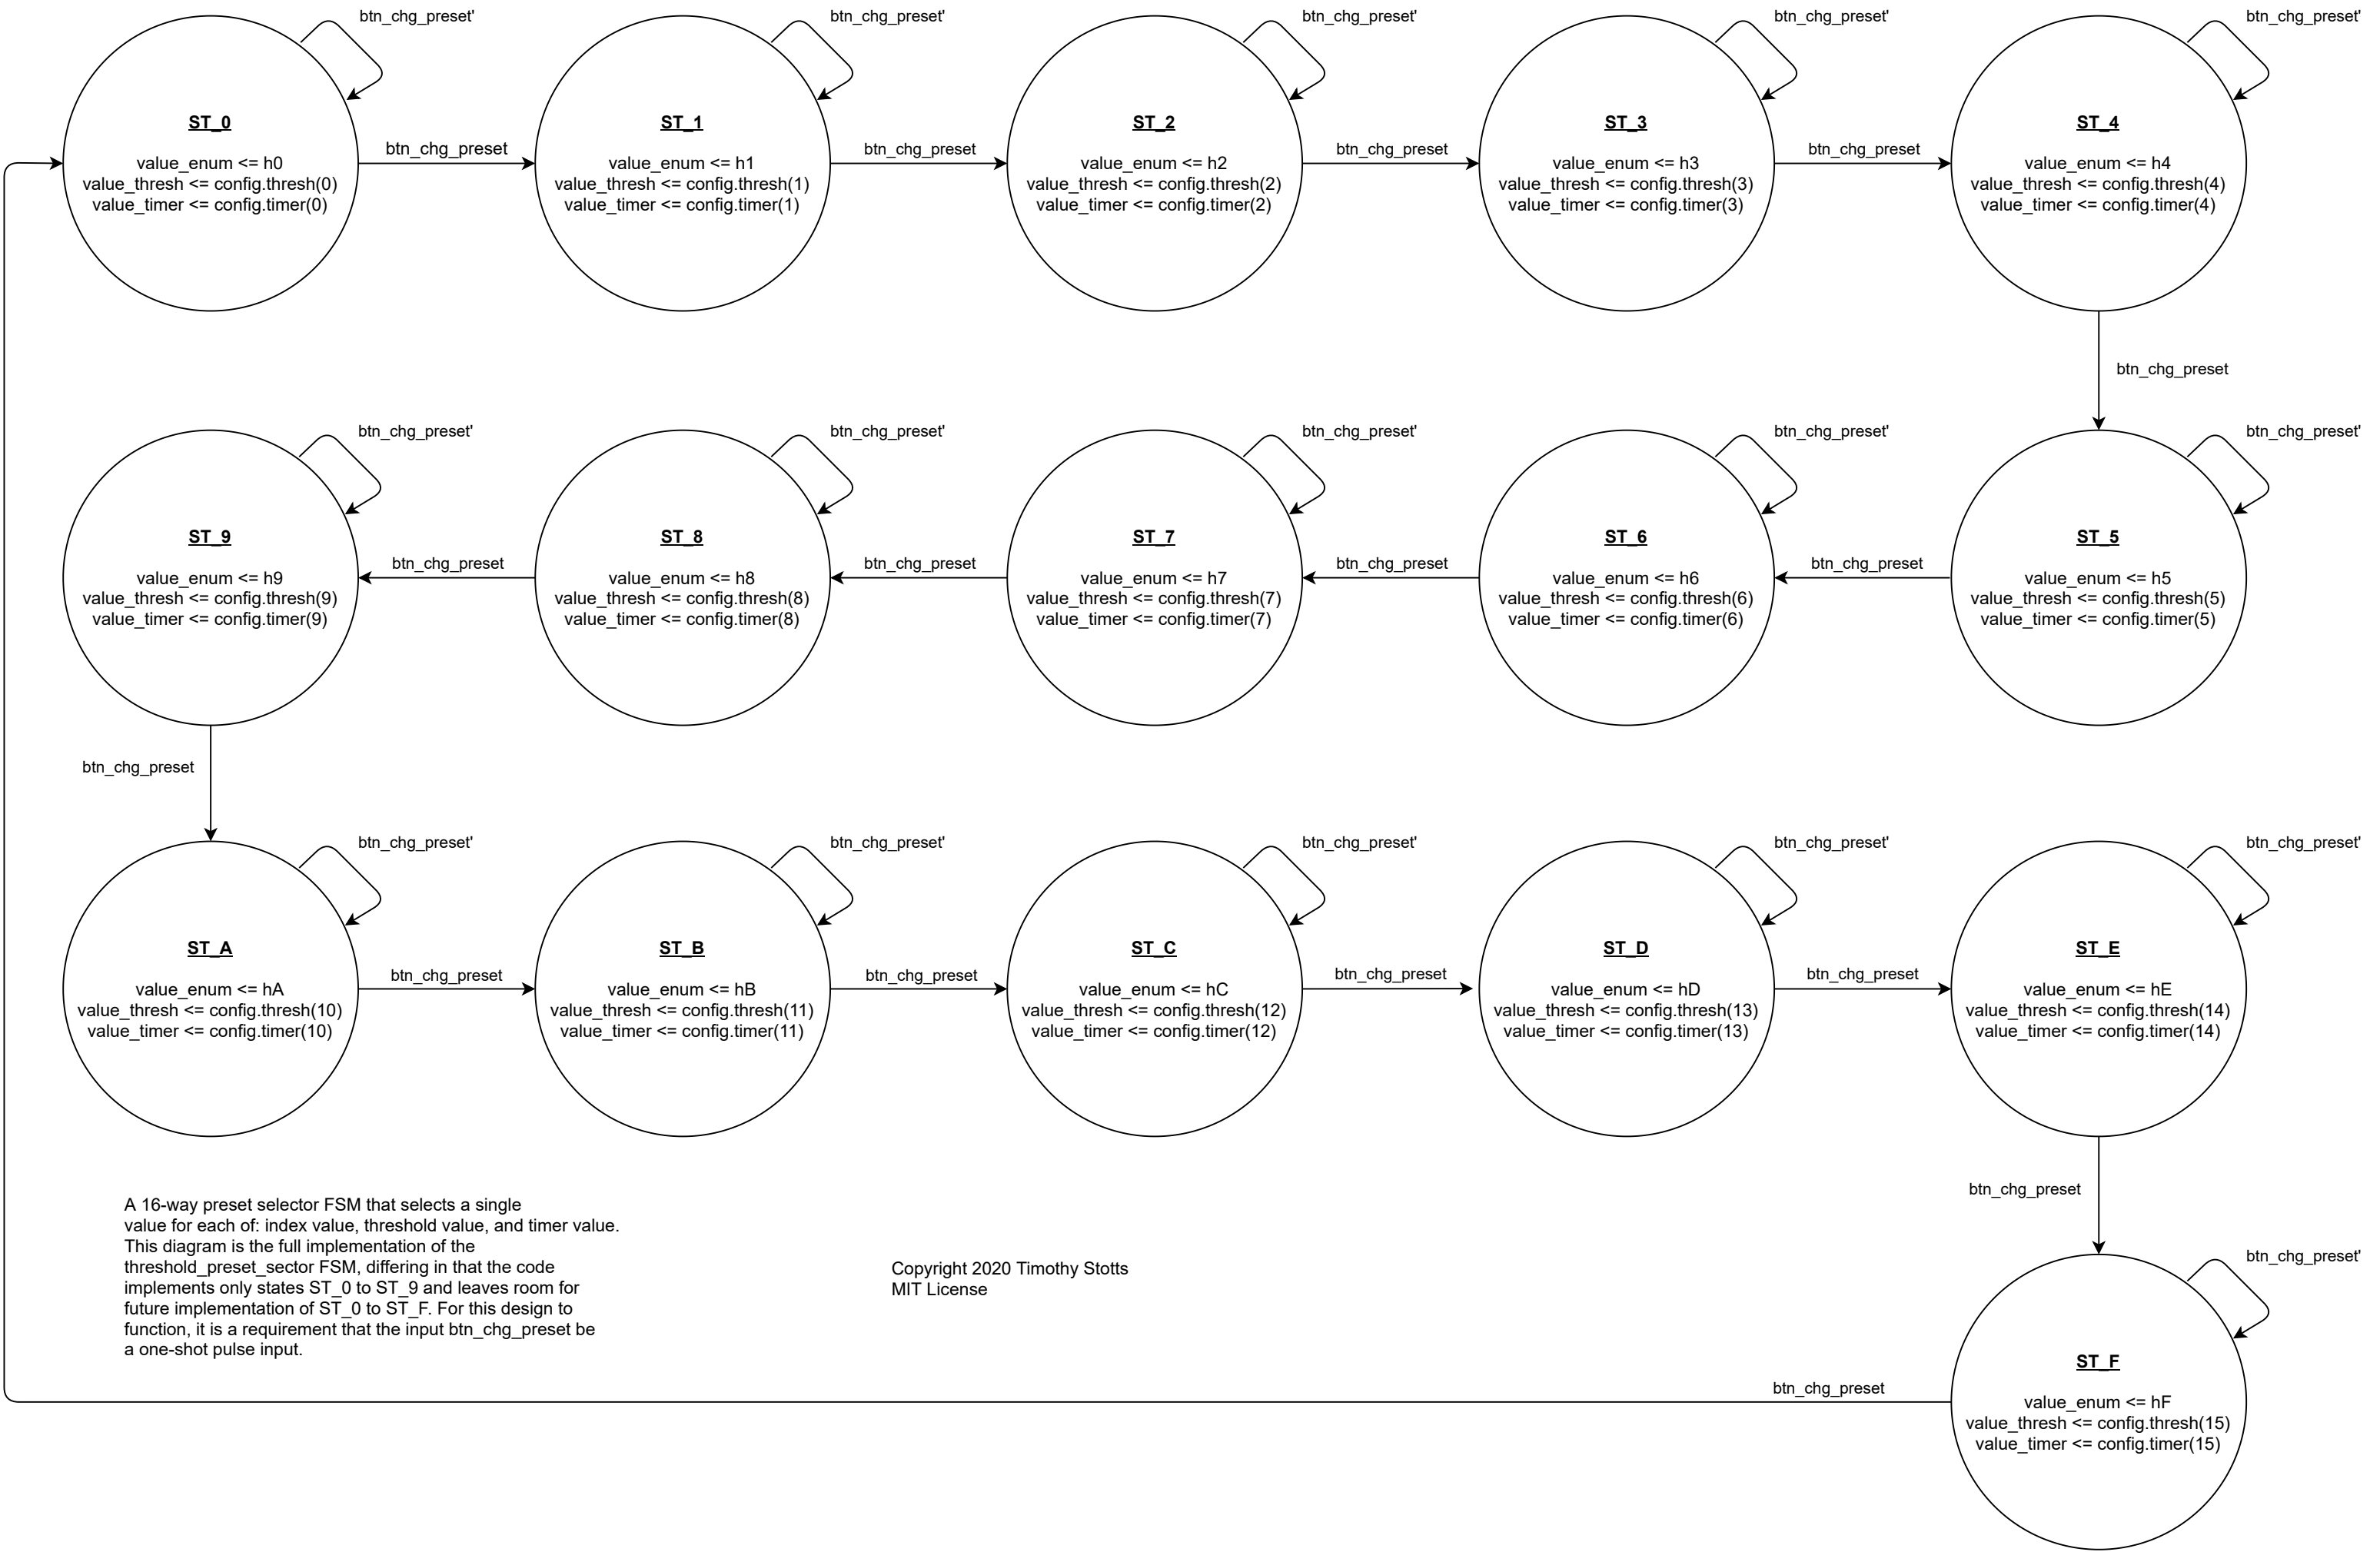 btn_chg_preset'
btn_chg_preset'
btn_chg_preset'
btn_chg_preset'
btn_chg_preset'
ST_0
value_enum <= h0
value_thresh <= config.thresh(0)
value_timer <= config.timer(0)
btn_chg_preset
ST_1
value_enum <= h1
value_thresh <= config.thresh(1)
value_timer <= config.timer(1)
btn_chg_preset
ST_2
value_enum <= h2
value_thresh <= config.thresh(2)
value_timer <= config.timer(2)
btn_chg_preset
ST_3
value_enum <= h3
value_thresh <= config.thresh(3)
value_timer <= config.timer(3)
btn_chg_preset
ST_4
value_enum <= h4
value_thresh <= config.thresh(4)
value_timer <= config.timer(4)
btn_chg_preset
btn_chg_preset'
btn_chg_preset'
btn_chg_preset'
btn_chg_preset'
btn_chg_preset'
ST_9
value_enum <= h9
value_thresh <= config.thresh(9)
value_timer <= config.timer(9)
btn_chg_preset
ST_8
value_enum <= h8
value_thresh <= config.thresh(8)
value_timer <= config.timer(8)
btn_chg_preset
ST_7
value_enum <= h7
value_thresh <= config.thresh(7)
value_timer <= config.timer(7)
btn_chg_preset
ST_6
value_enum <= h6
value_thresh <= config.thresh(6)
value_timer <= config.timer(6)
btn_chg_preset
ST_5
value_enum <= h5
value_thresh <= config.thresh(5)
value_timer <= config.timer(5)
btn_chg_preset
btn_chg_preset'
btn_chg_preset'
btn_chg_preset'
btn_chg_preset'
btn_chg_preset'
ST_A
value_enum <= hA
value_thresh <= config.thresh(10)
value_timer <= config.timer(10)
btn_chg_preset
ST_B
value_enum <= hB
value_thresh <= config.thresh(11)
value_timer <= config.timer(11)
btn_chg_preset
ST_C
value_enum <= hC
value_thresh <= config.thresh(12)
value_timer <= config.timer(12)
btn_chg_preset
ST_D
value_enum <= hD
value_thresh <= config.thresh(13)
value_timer <= config.timer(13)
btn_chg_preset
ST_E
value_enum <= hE
value_thresh <= config.thresh(14)
value_timer <= config.timer(14)
btn_chg_preset
A 16-way preset selector FSM that selects a single
value for each of: index value, threshold value, and timer value.
This diagram is the full implementation of the
threshold_preset_sector FSM, differing in that the code
implements only states ST_0 to ST_9 and leaves room for
future implementation of ST_0 to ST_F. For this design to
function, it is a requirement that the input btn_chg_preset be
a one-shot pulse input.
Copyright 2020 Timothy Stotts
MIT License
btn_chg_preset'
btn_chg_preset
ST_F
value_enum <= hF
value_thresh <= config.thresh(15)
value_timer <= config.timer(15)